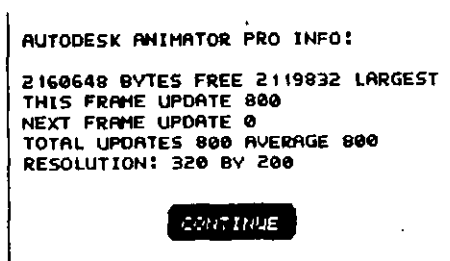 AUTODESK ANIMATOR PRO INFO:
2160648 BYTES FREE 2119832 LARGEST
THIS FRAME UPDATE 800
NEXT FRAME UPDATE 0
TOTAL UPDATES 800 AVERAGE 800
RESOLUTION: 320 BY 200
CONTINUE